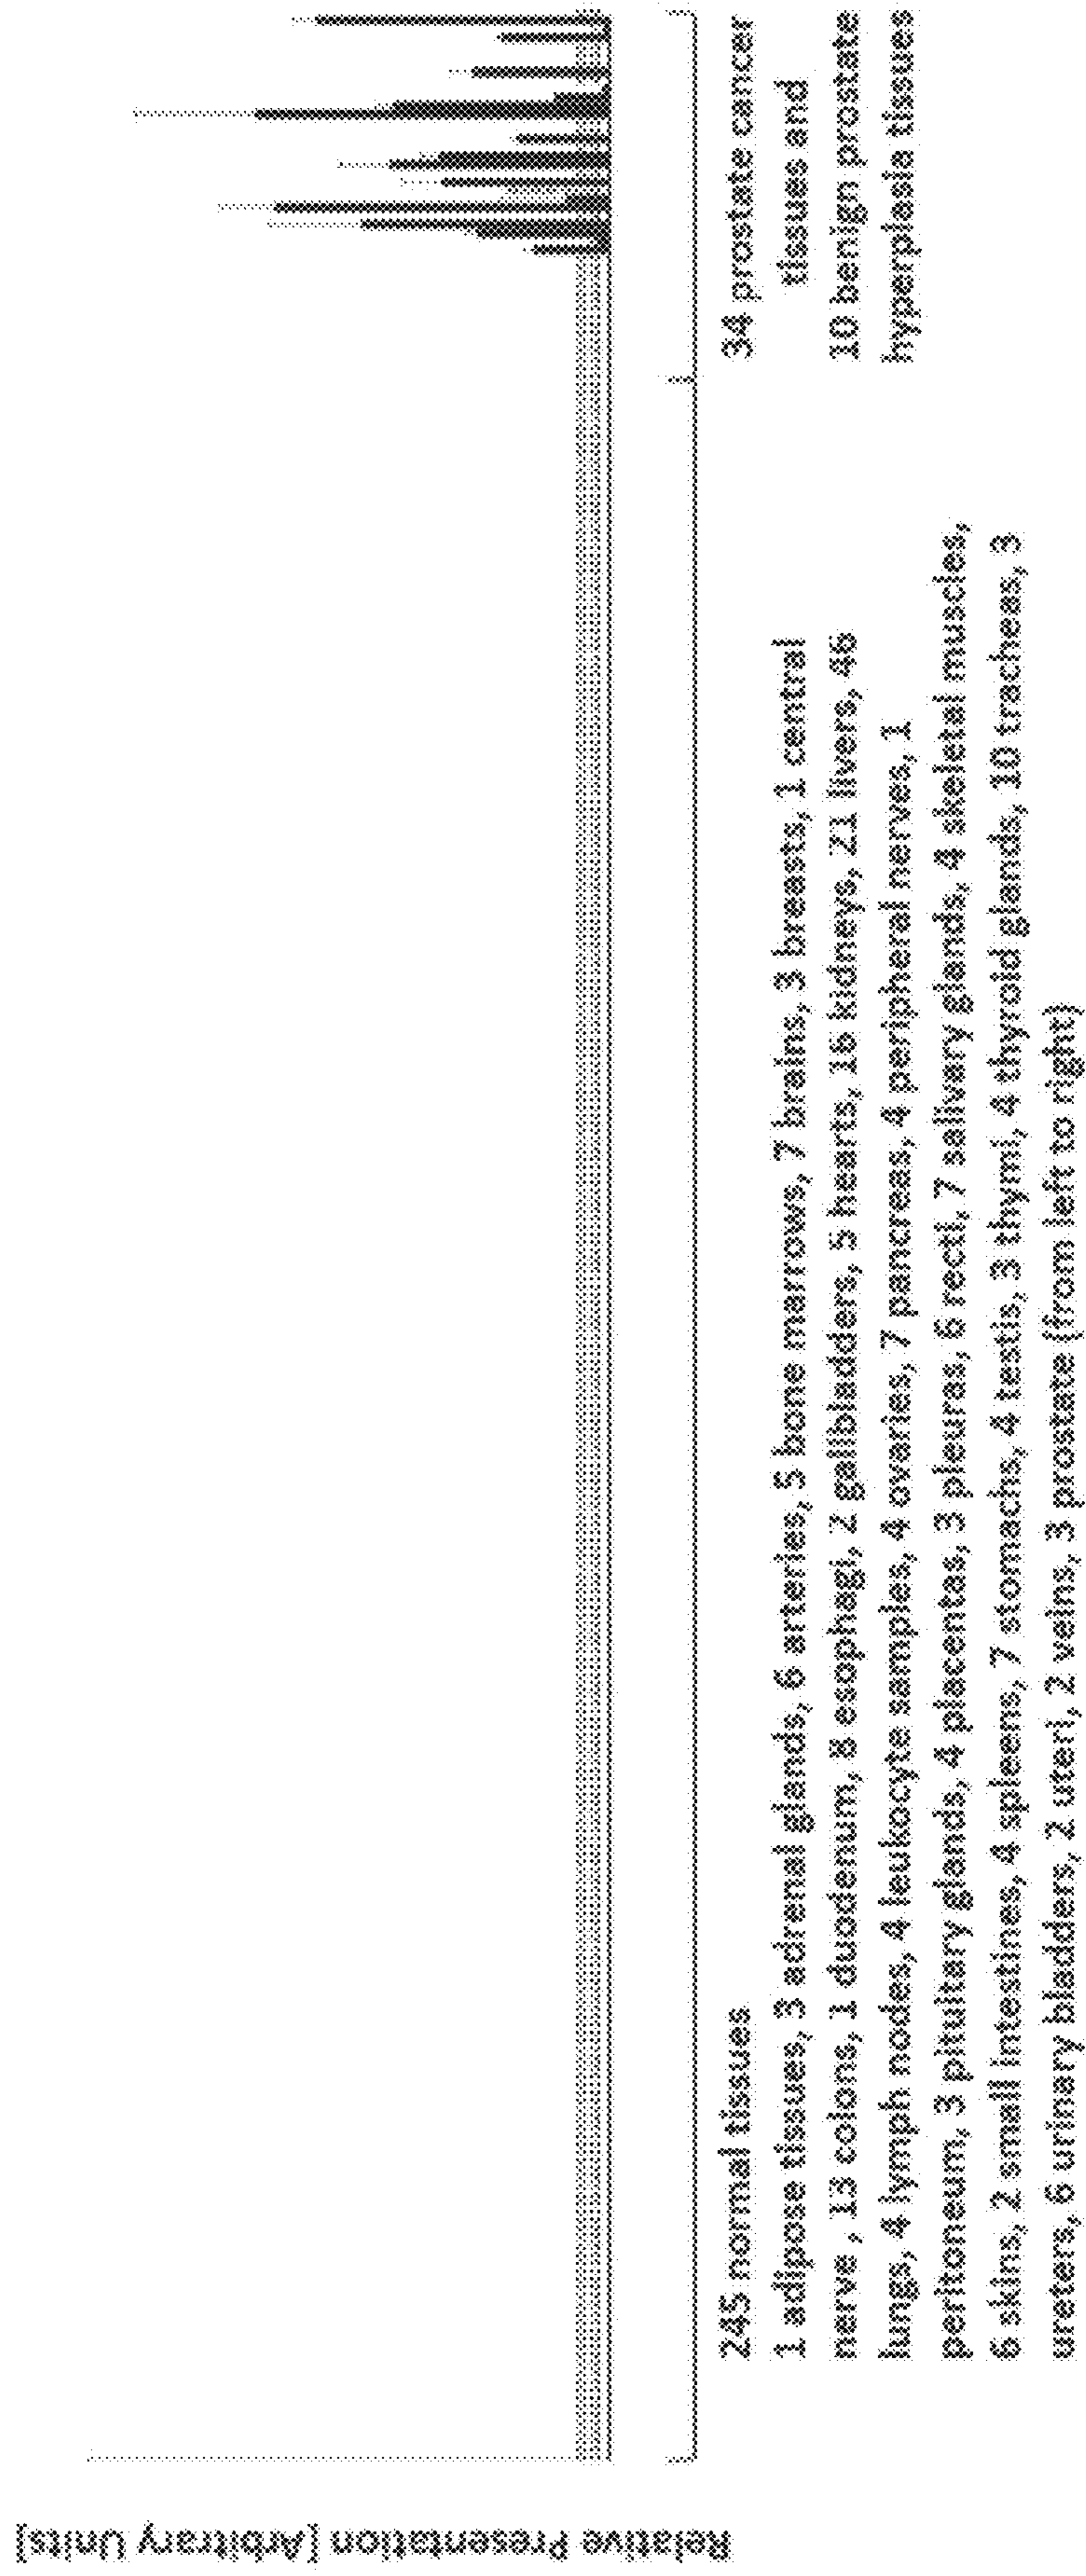 Relative Presentation [Arbitrary Units]
245 normal tissues
1 adipose tissues, 3 adrenal glands, 6 arteries, 5 bone marrows, 7 brains, 3 breasts, 1 central
nerve , 13 colons, 1 duodenum, 8 esophagi, 2 gallbladders, 5 hearts, 16 kidneys, 21 livers, 46
lungs, 4 lymph nodes, 4 leukocyte samples, 4 ovaries, 7 pancreas, 4 peripheral nerves, 1
peritoneum, 3 pituitary glands, 4 placentas, 3 pleuras, 6 recti, 7 salivary glands, 4 skeletal muscles,
6 skins, 2 small intestines, 4 spleens, 7 stomachs, 4 testis, 3 thymi, 4 thyroid glands, 10 tracheas, 3
ureters, 6 urinary bladders, 2 uteri, 2 veins, 3 prostate (from left to right)
34 prostate cancer
tissues and
10 benign prostate
hyperplasia tissues